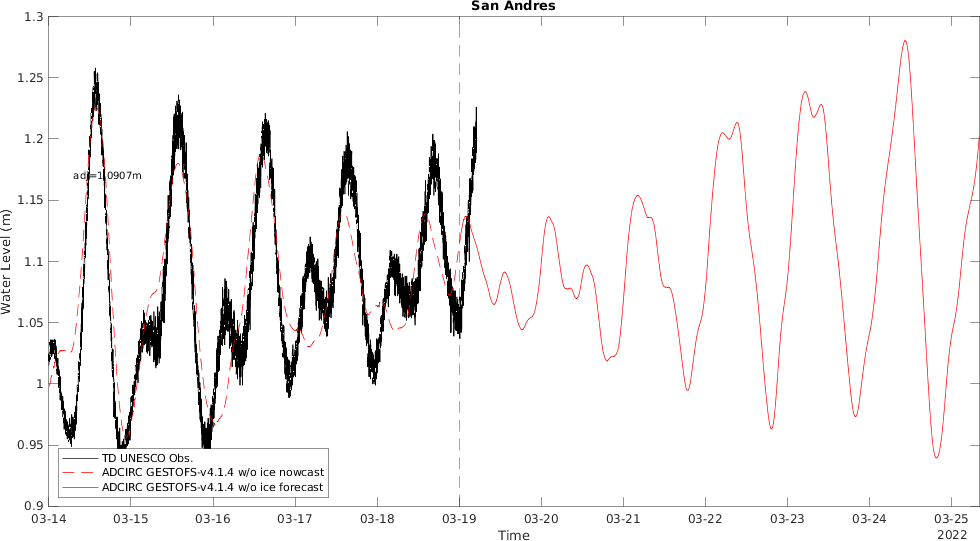 San Andres
1.3
1.25
1.2
1.15
1.1
1.05
1
0.95
0.9
Water Level (m)
adj=1.0907m
TD UNESCO Obs.
ADCIRC GESTOFS-v4.1.4 w/o ice nowcast
ADCIRC GESTOFS-v4.1.4 w/o ice forecast
03-14 03-15 03-16 03-17 03-18 03-19 03-20 03-21 03-22 03-23 03-24 03-25
Time
2022